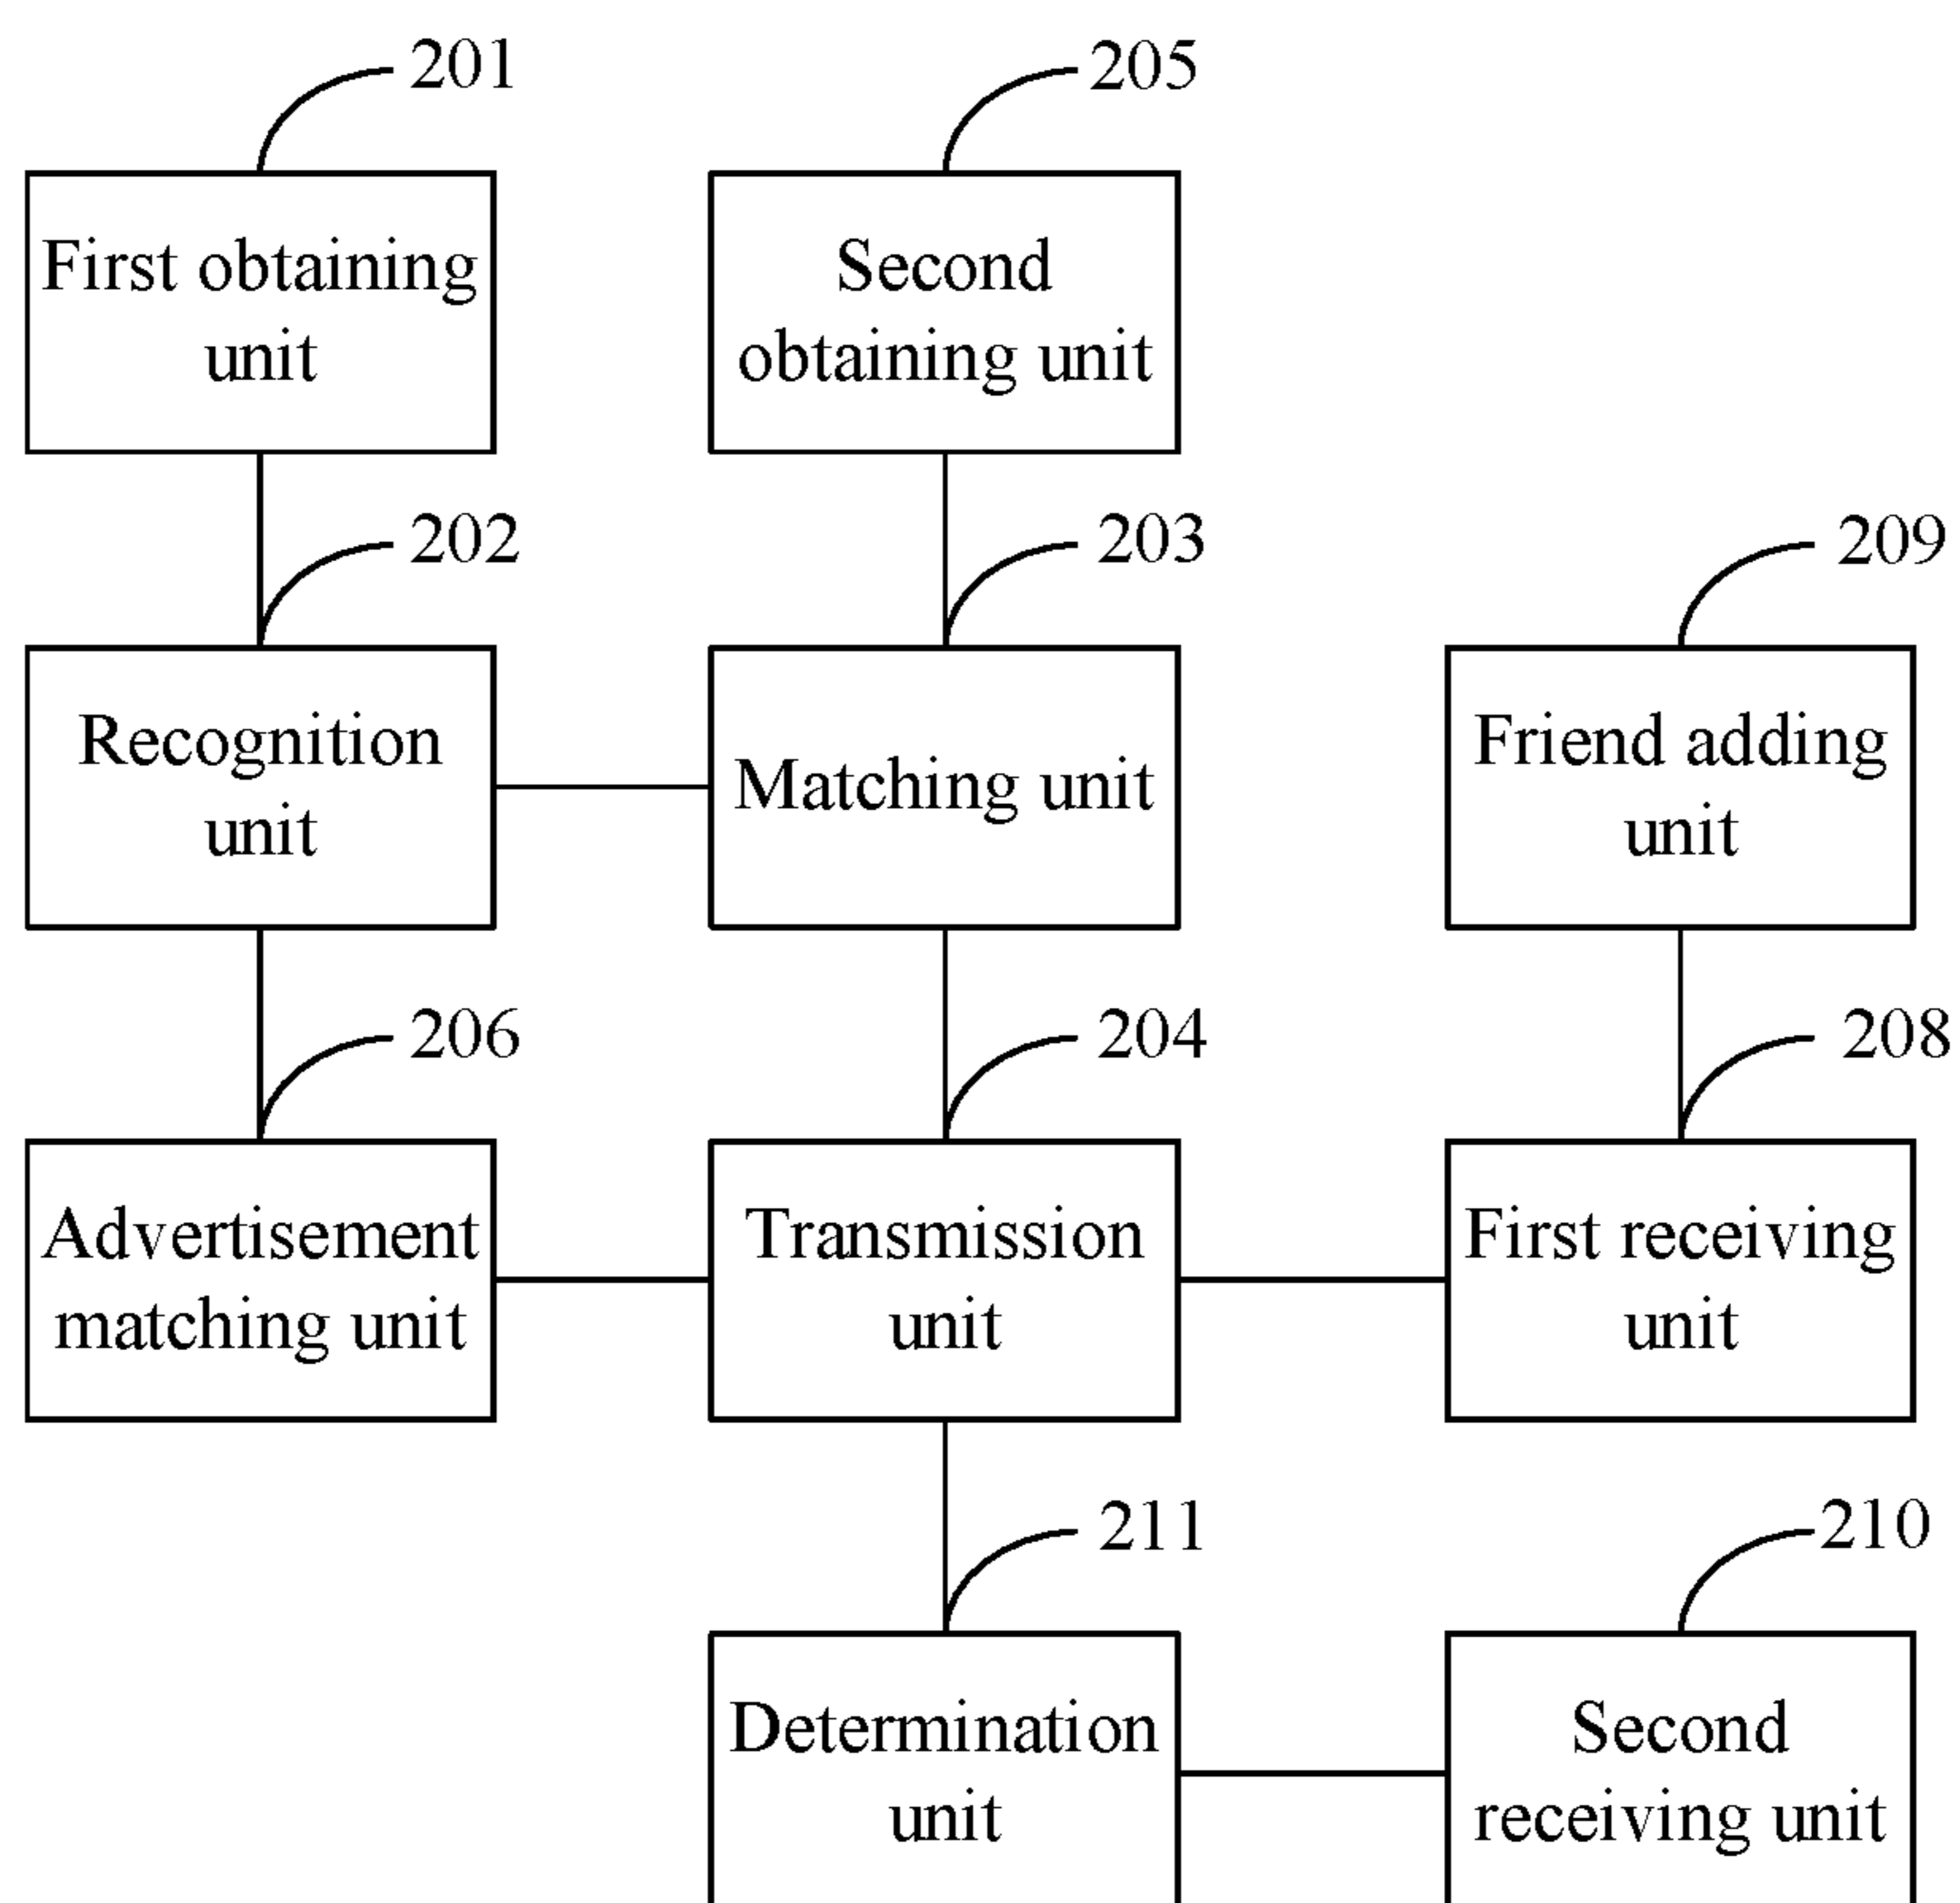 201
205
First obtaining
unit
Second
obtaining unit
202
203
209
Recognition
unit
Matching unit
Friend adding
unit
206
204
208
Advertisement
matching unit
Transmission
unit
First receiving
unit
211
210
Determination
unit
Second
receiving unit